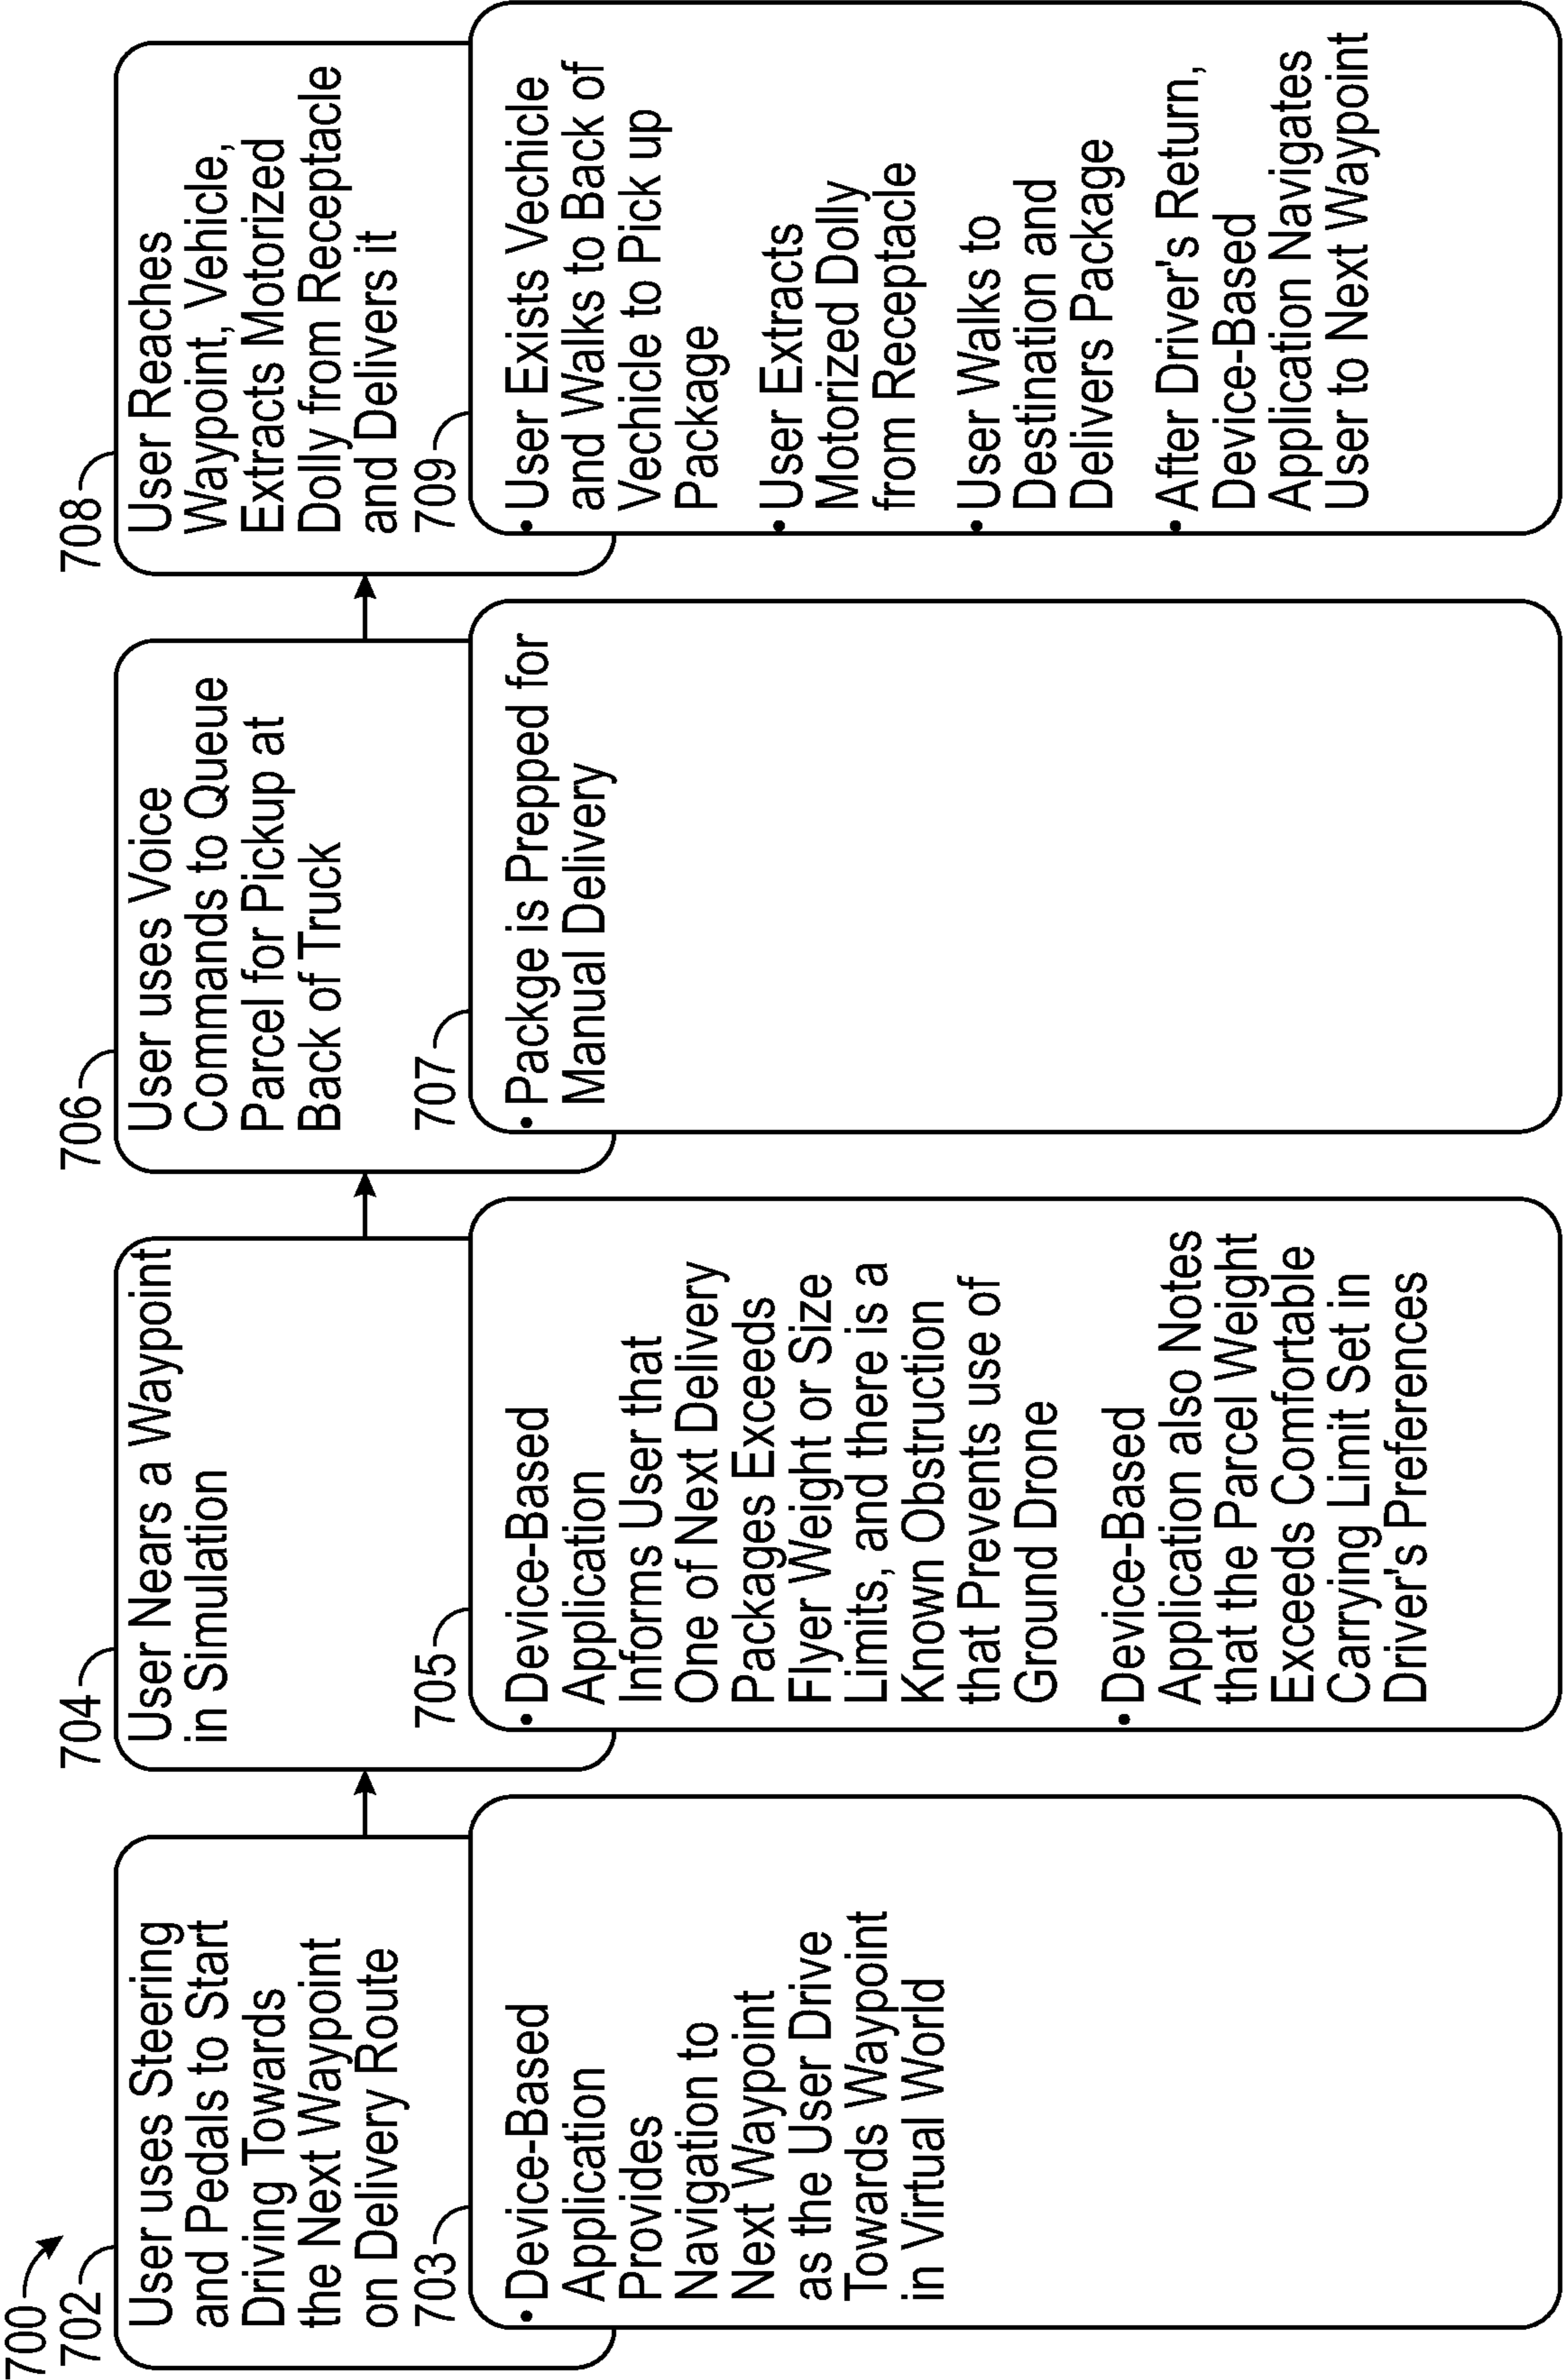 700
702
User uses Steering
and Pedals to Start
Driving Towards
the Next Waypoint
on Delivery Route
703
• Device-Based
Application
Provides
Navigation to
Next Waypoint
as the User Drive
Towards Waypoint
in Virtual World
704
User Nears a Waypoint
in Simulation
705
• Device-Based
Application
Informs User that
One of Next Delivery
Packages Exceeds
Flyer Weight or Size
Limits, and there is a
Known Obstruction
that Prevents use of
Ground Drone
• Device-Based
Application also Notes
that the Parcel Weight
Exceeds Comfortable
Carrying Limit Set in
Driver's Preferences
706
User uses Voice
Commands to Queue
Parcel for Pickup at
Back of Truck
707
• Packge is Prepped for
Manual Delivery
708
User Reaches
Waypoint, Vehicle,
Extracts Motorized
Dolly from Receptacle
and Delivers it
709
• User Exists Vechicle
and Walks to Back of
Vechicle to Pick up
Package
• User Extracts
Motorized Dolly
from Receptacle
• User Walks to
Destination and
Delivers Package
• After Driver's Return,
Device-Based
Application Navigates
User to Next Waypoint